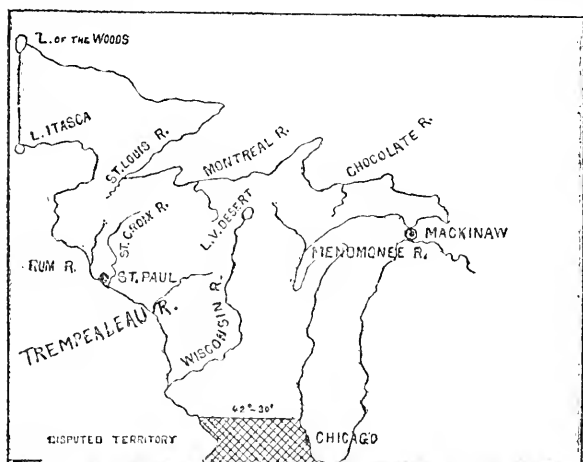 L. OF THE WOODS
L. ITASCA
ST. LOUIS R.
MONTREAL R.
CHOCOLATE R.
ST. CROIX R.
L. V. DESERT
MACKINAW
MENOMONEE R.
RUM R.
ST. PAUL
TREMPEALEAU R.
WISCONSIN R.
42°-30'
DISPUTED TERRITORY
CHICAGO